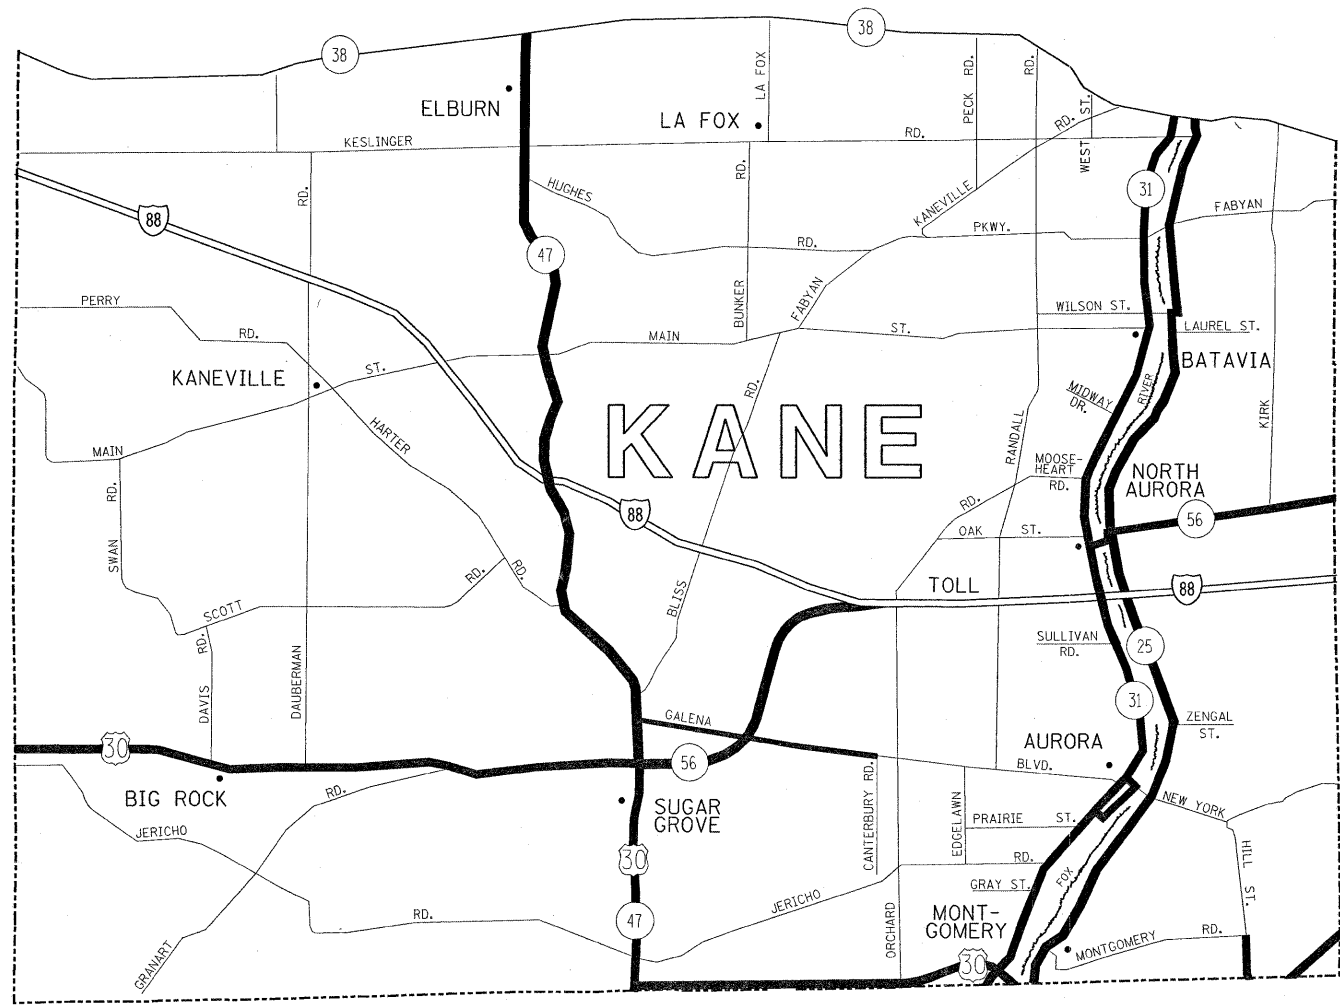 38
38
LA FOX
RD.
PECK RD.
RD.
ELBURN
LA FOX
WEST ST.
KESLINGER
RD.
RD.
88
RD.
HUGHES
RD.
KANEVILLE
RD.
31
FABYAN
PKWY.
47
PERRY
RD.
BUNKER
FABYAN
WILSON ST.
MAIN
ST.
LAUREL ST.
BATAVIA
KANEVILLE
ST.
RD.
MIDWAY
DR.
RIVER
KANE
HARTER
RANDALL
KIRK
MAIN
MOOSE-
HEART
RD.
NORTH
AURORA
RD.
SWAN
88
RD.
OAK ST.
56
RD.
RD.
BLISS
TOLL
88
SCOTT
RD.
DAVIS
DAUBERMAN
SULLIVAN
RD.
25
31
GALENA
ZENGAL
ST.
30
56
AURORA
BLVD.
BIG ROCK
RD.
SUGAR
GROVE
CANTERBURY RD.
EDGELAWN
PRAIRIE ST.
NEW YORK
JERICHO
30
RD.
HILL ST.
FOX
GRAY ST.
RD.
47
JERICHO
ORCHARD
MONT-
GOMERY
GRANART
30
MONTGOMERY
RD.